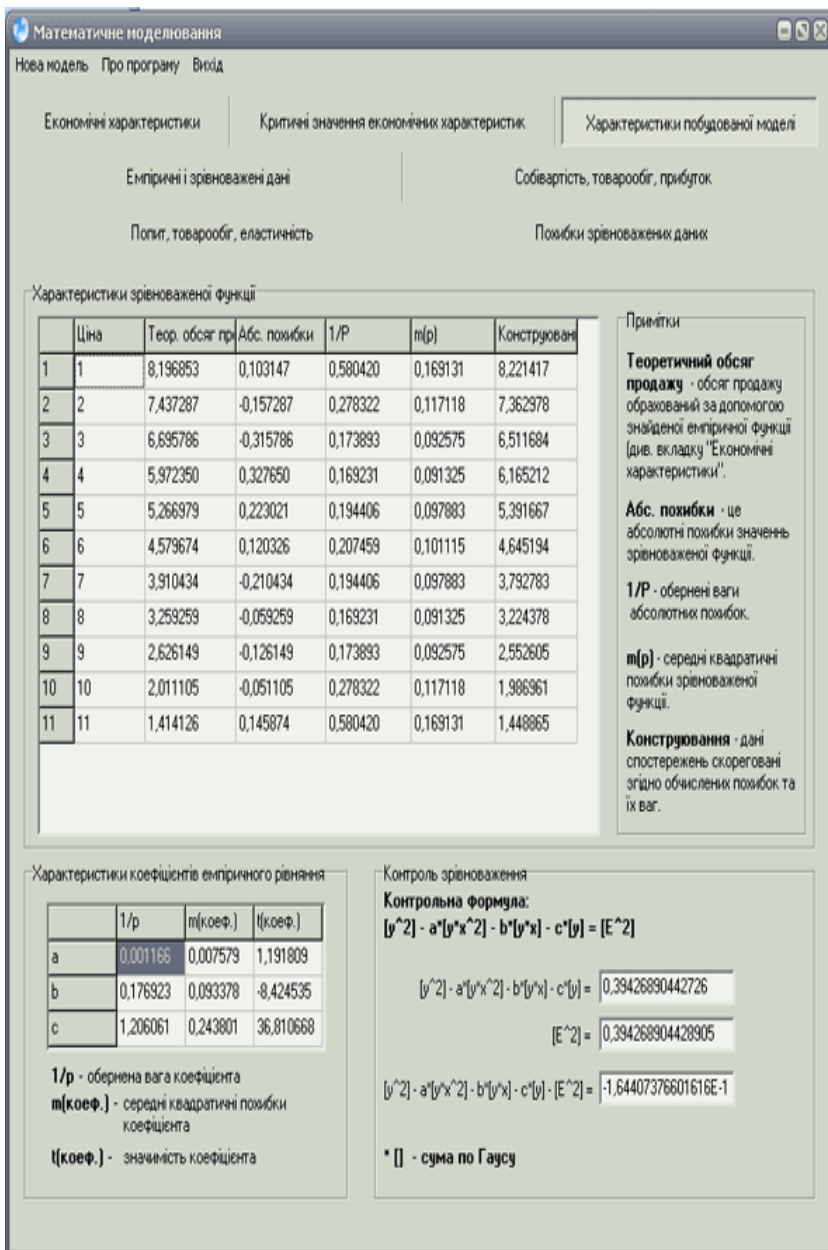 Математичне моделювання
Нова модель Про програму Вихід
Економічні характеристики Критичні значення економічних характеристик Характеристики побудованої моделі
Емпіричні і зрівноважені дані Собівартість, товарообіг, прибуток
Попит, товарообіг, еластичність Похибки зрівноважених даних
Характеристики зрівноваженої функції
Ціна Теор. обсяг про Абс. похибки 1/P m(p) Конструювані
1 1 8,196853 0,103147 0,580420 0,169131 8,221417
2 2 7,437287 -0,157287 0,278322 0,117118 7,362978
3 3 6,695786 -0,315786 0,173893 0,092575 6,511684
4 4 5,972350 0,327650 0,169231 0,091325 6,165212
5 5 5,266979 0,223021 0,194406 0,097883 5,391667
6 6 4,579674 0,120326 0,207459 0,101115 4,645194
7 7 3,910434 -0,210434 0,194406 0,097883 3,792783
8 8 3,259259 -0,059259 0,169231 0,091325 3,224378
9 9 2,626149 -0,126149 0,173893 0,092575 2,552605
10 10 2,011105 -0,051105 0,278322 0,117118 1,986961
11 11 1,414126 0,145874 0,580420 0,169131 1,448865
Примітки
Теоретичний обсяг
продажу - обсяг продажу
обрахований за допомогою
знайденої емпіричної функції
(див. вкладку "Економічні
характеристики".
Абс. похибки - це
абсолютні похибки значеннь
зрівноваженої функції.
1/P - обернені ваги
абсолютних похибок.
m(p) - середні квадратичні
похибки зрівноваженої
функції.
Конструювання - дані
спостережень скореговані
згідно обчислених похибок та
їх ваг.
Характеристики коефіцієнтів емпіричного рівняння
1/p m(коеф.) t(коеф.)
a 0,001166 0,007579 1,191809
b 0,176923 0,093378 -8,424535
c 1,206061 0,243801 36,810668
1/p - обернена вага коефіцієнта
m(коеф.) - середні квадратичні похибки
коефіцієнта
t(коеф.) - значимість коефіцієнта
Контроль зрівноваження
Контрольна формула:
[y^2] - a*[y*x^2] - b*[y*x] - c*[y] = [E^2]
[y^2] - a*[y*x^2] - b*[y*x] - c*[y] = 0,39426890442726
[E^2] = 0,394268904428905
[y^2] - a*[y*x^2] - b*[y*x] - c*[y] - [E^2] = -1,64407376601616E-1
* [] - сума по Гаусу